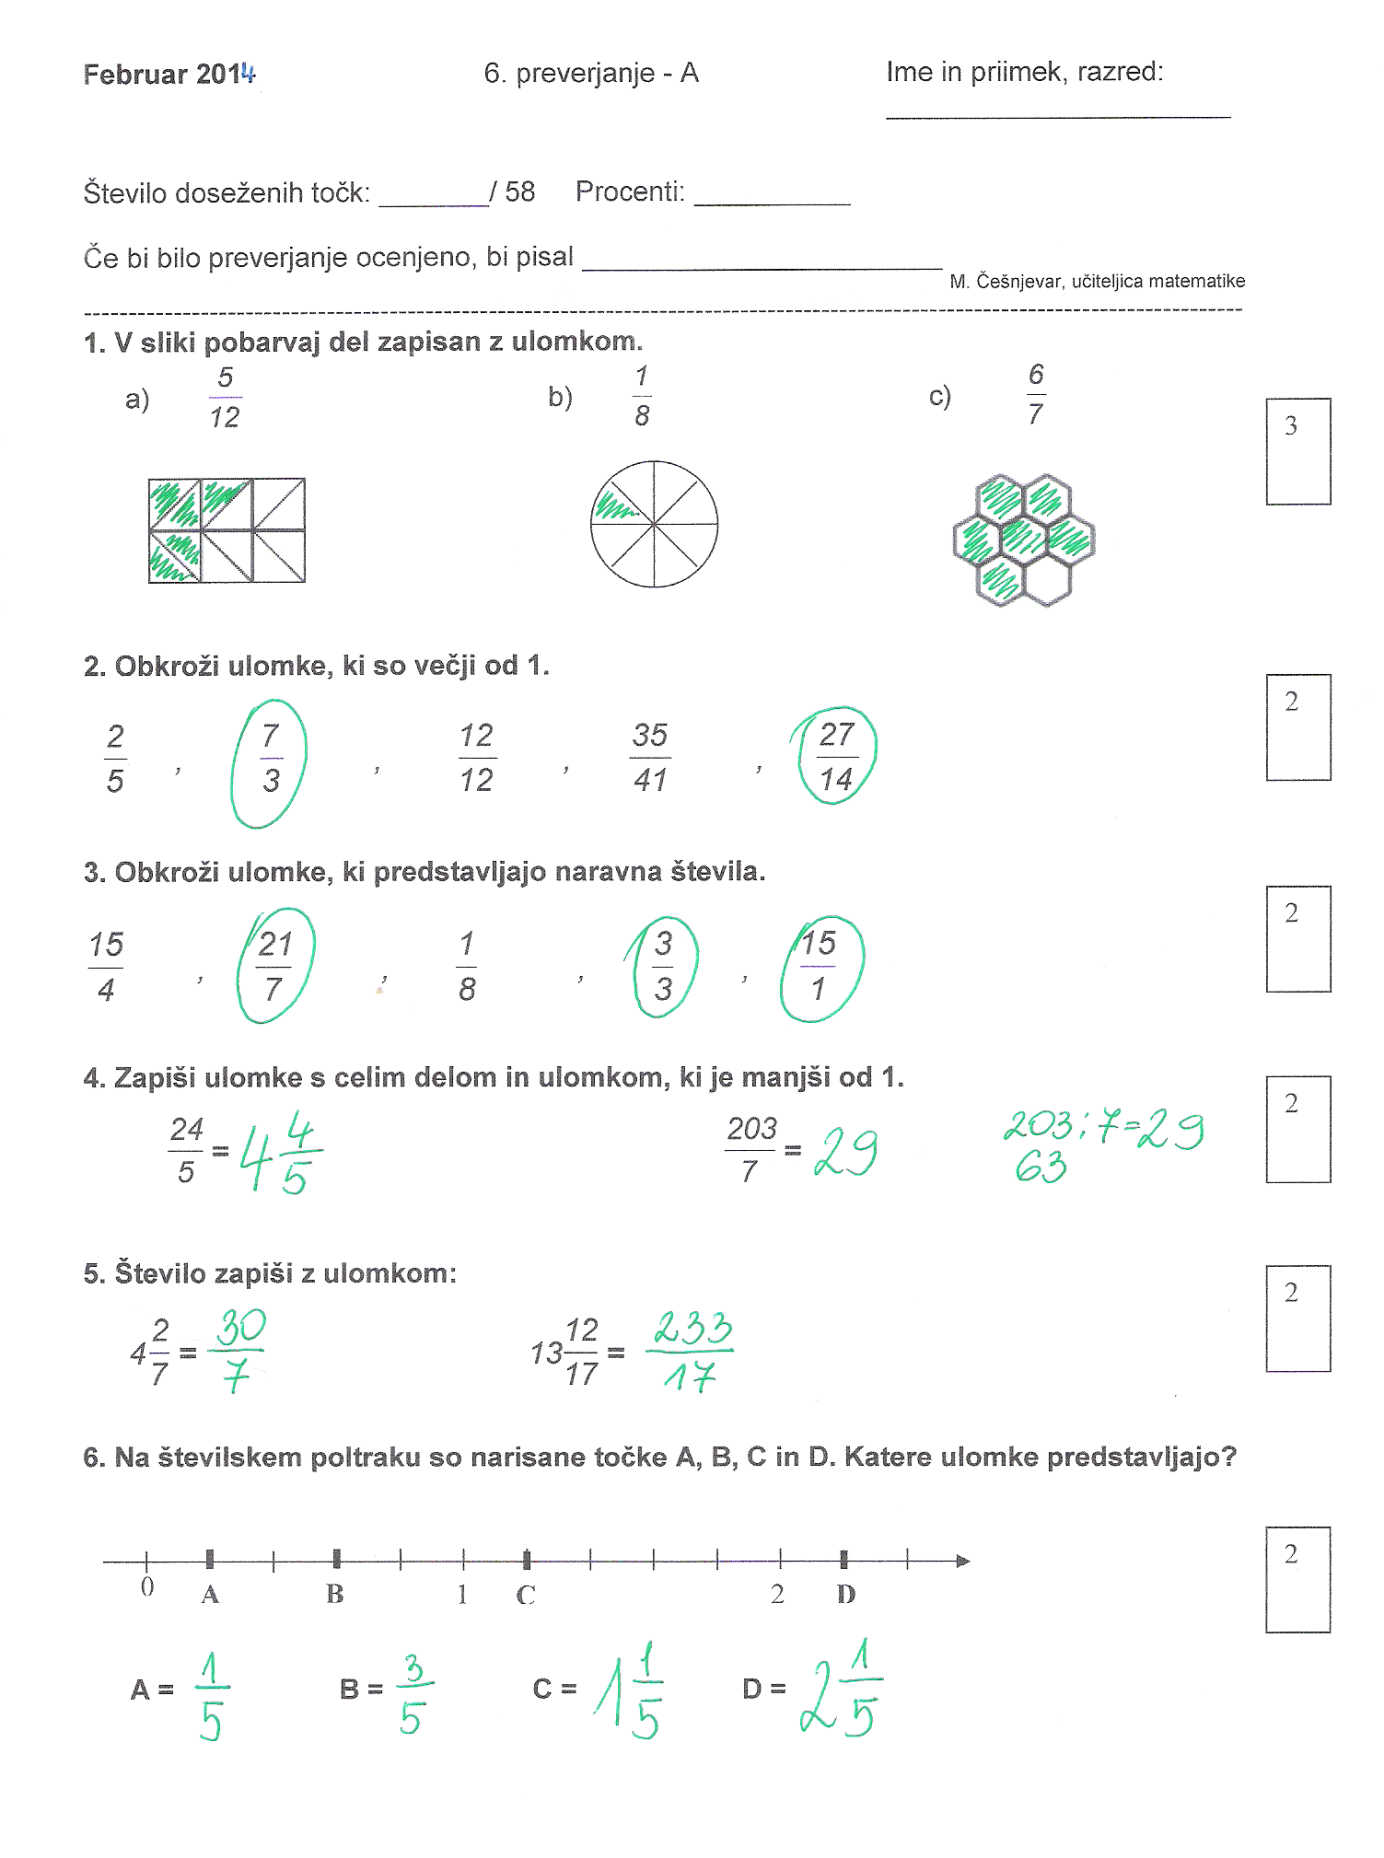 Februar 2014 6. preverjanje - A Ime in priimek, razred:
Število doseženih točk: _______/ 58 Procenti: __________
Če bi bilo preverjanje ocenjeno, bi pisal _______________________
M. Češnjevar, učiteljica matematike
1. V sliki pobarvaj del zapisan z ulomkom.
a) 5/12 b) 1/8 c) 6/7
3
2. Obkroži ulomke, ki so večji od 1.
2
2/5 , 7/3 , 12/12 , 35/41 , 27/14
3. Obkroži ulomke, ki predstavljajo naravna števila.
2
15/4 , 21/7 , 1/8 , 3/3 , 15/1
4. Zapiši ulomke s celim delom in ulomkom, ki je manjši od 1.
2
24/5 = 4 4/5 203/7 = 29 203:7=29
63
5. Število zapiši z ulomkom:
2
4 2/7 = 30/7 13 12/17 = 233/17
6. Na številskem poltraku so narisane točke A, B, C in D. Katere ulomke predstavljajo?
2
0 A B 1 C 2 D
A = 1/5 B = 3/5 C = 1 1/5 D = 2 1/5